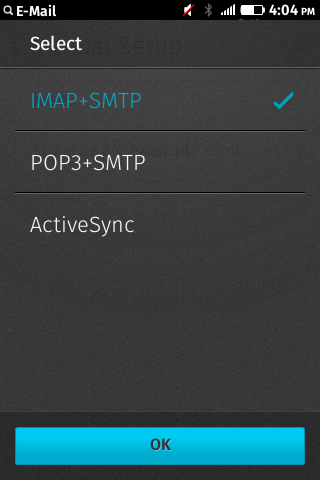 E-Mail 4:04 PM
Select
IMAP+SMTP
POP3+SMTP
ActiveSync
OK